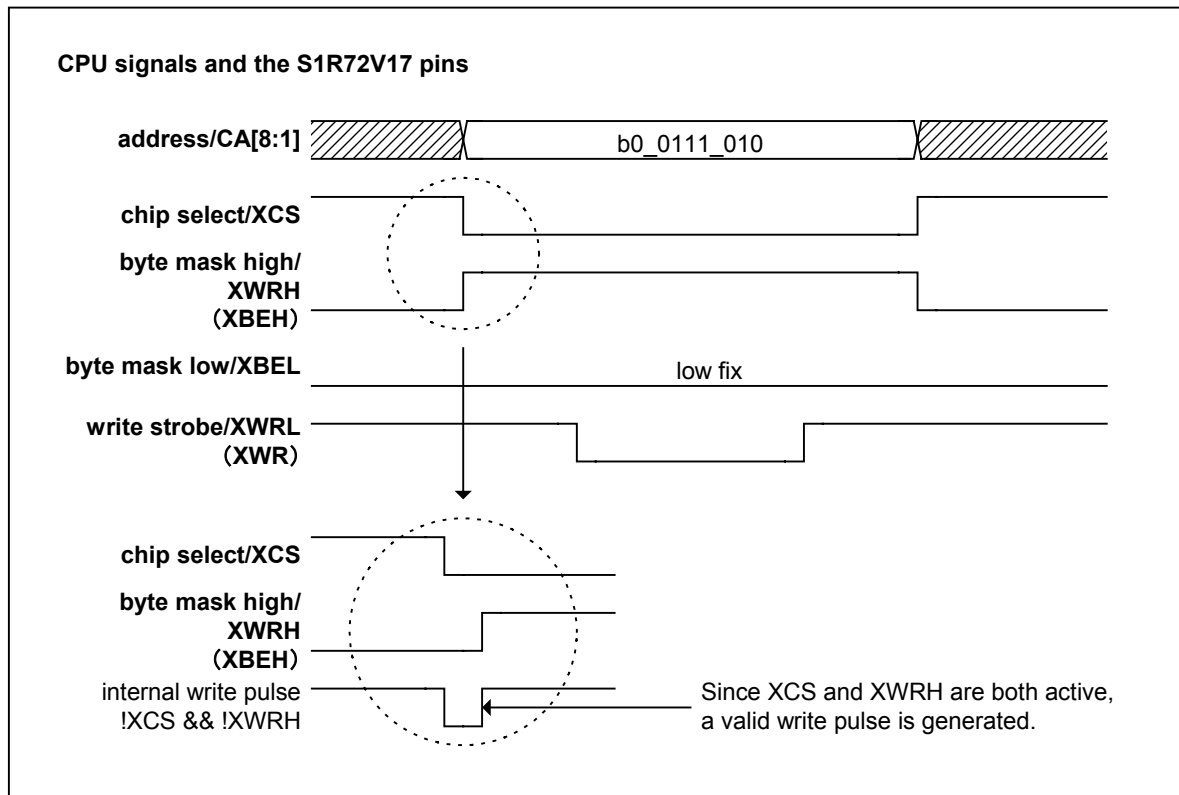 CPU signals and the S1R72V17 pins
address/CA[8:1]
b0_0111_010
chip select/XCS
byte mask high/
XWRH
（XBEH）
byte mask low/XBEL
low fix
write strobe/XWRL
（XWR）
chip select/XCS
byte mask high/
XWRH
（XBEH）
internal write pulse
!XCS && !XWRH
Since XCS and XWRH are both active,
a valid write pulse is generated.